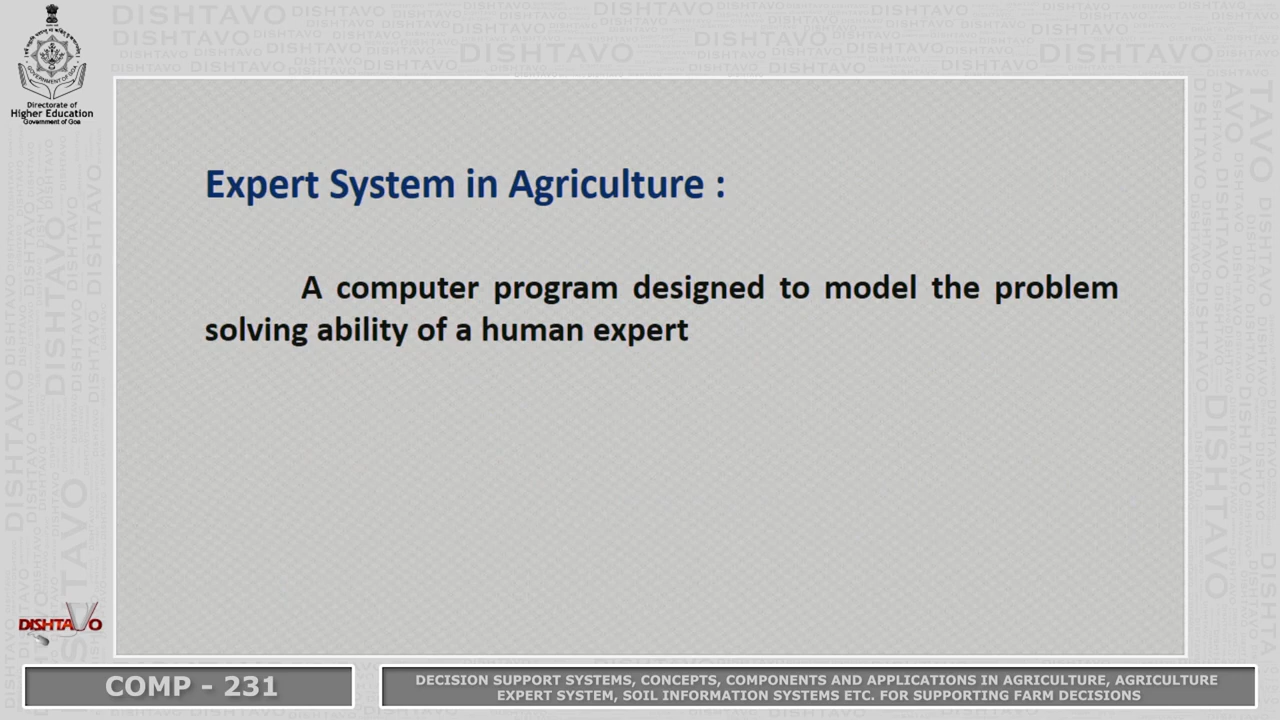 Directorate of
Higher Education
Government of Goa
Expert System in Agriculture :
A computer program designed to model the problem
solving ability of a human expert
DISHTAVO
COMP - 231
DECISION SUPPORT SYSTEMS, CONCEPTS, COMPONENTS AND APPLICATIONS IN AGRICULTURE, AGRICULTURE
EXPERT SYSTEM, SOIL INFORMATION SYSTEMS ETC. FOR SUPPORTING FARM DECISIONS